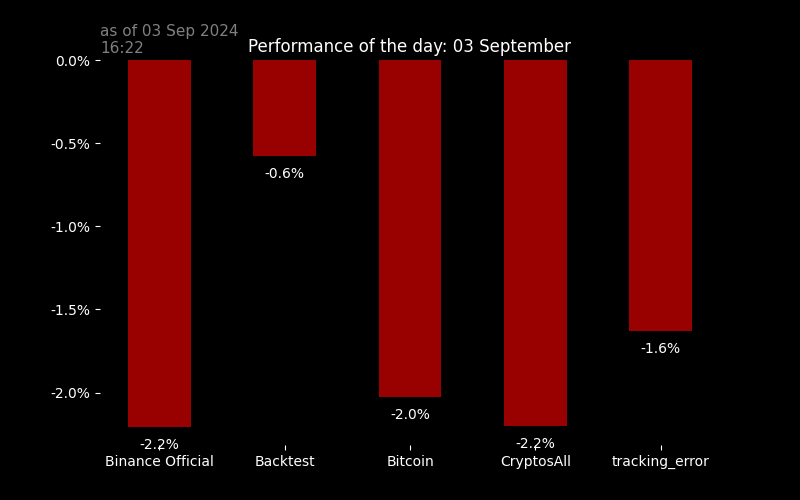 as of 03 Sep 2024
16:22
Performance of the day: 03 September
0.0%
-0.5%
-1.0%
-1.5%
-2.0%
-2.2%
-0.6%
-2.0%
-2.2%
-1.6%
Binance Official
Backtest
Bitcoin
CryptosAll
tracking_error